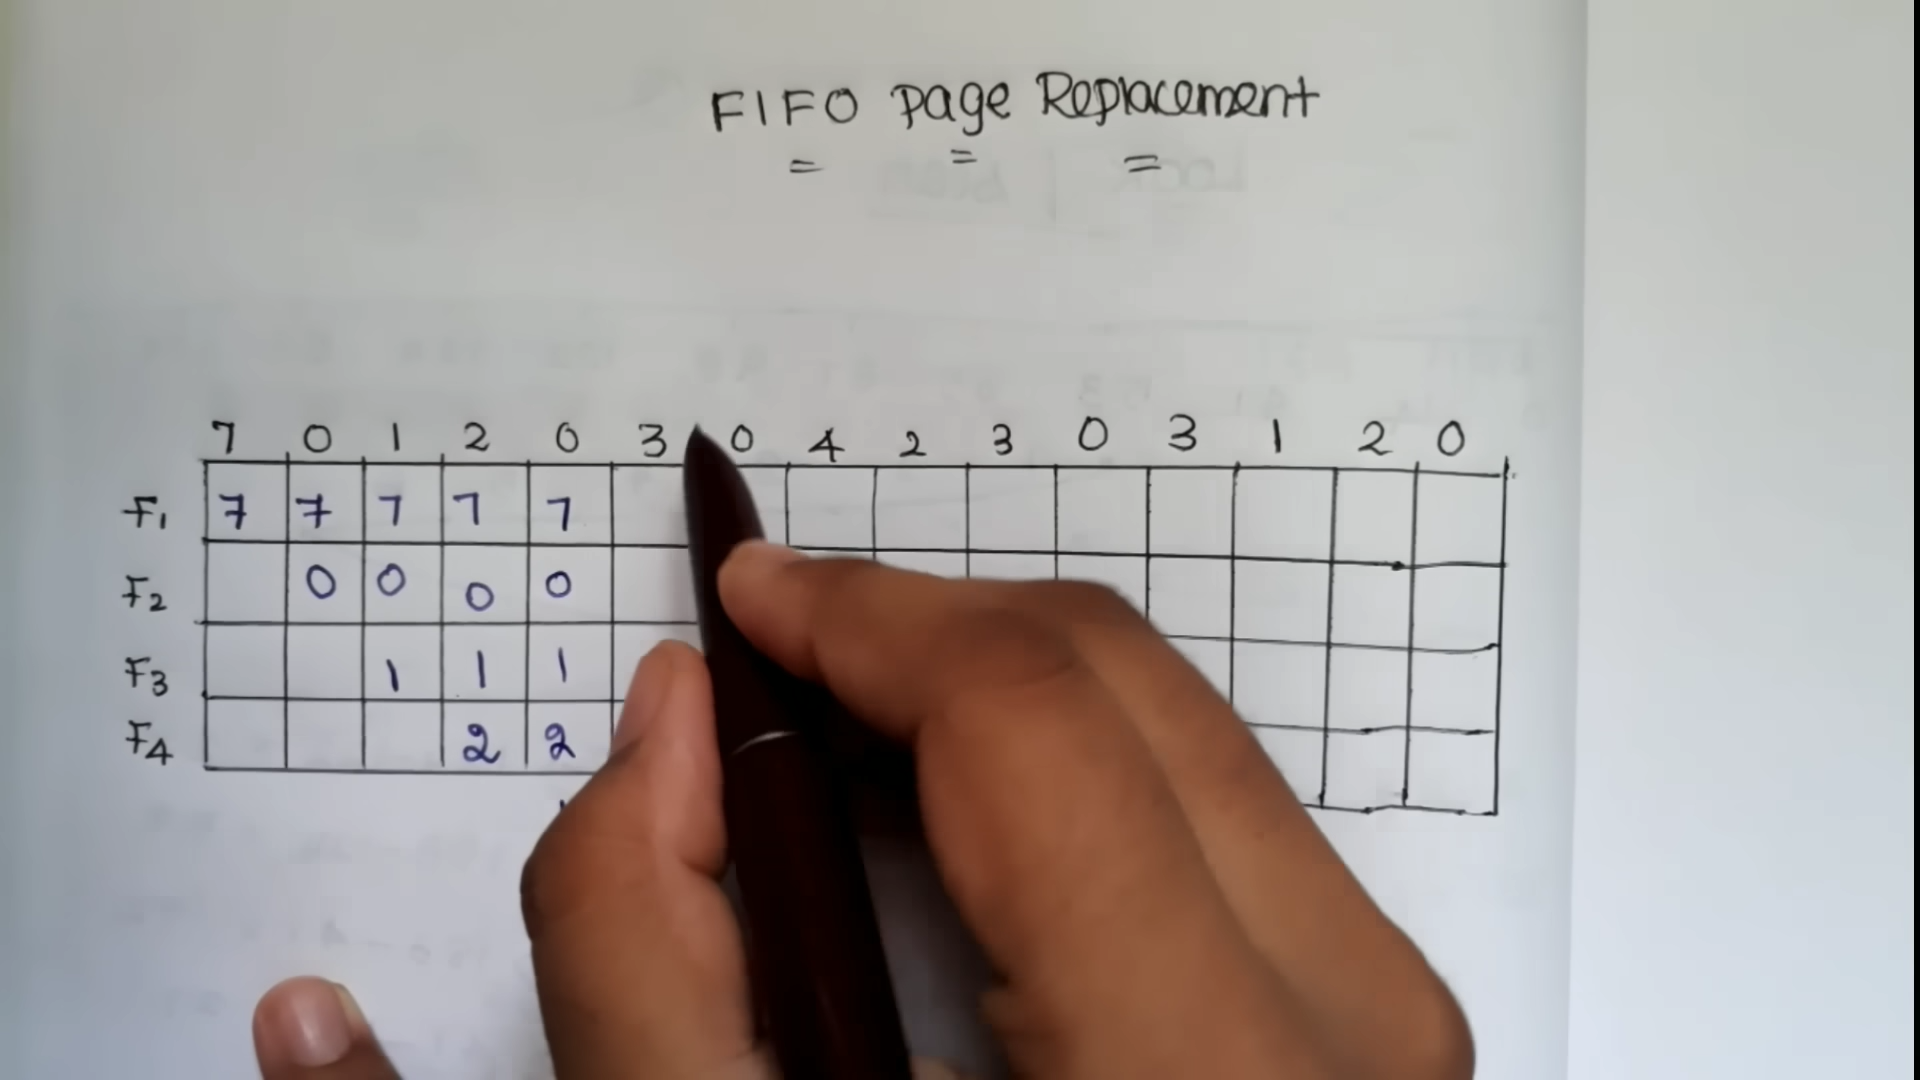 FIFO Page Replacement
7 0 1 2 0 3 0 4 2 3 0 3 1 2 0
F1 7 7 7 7 7
F2 0 0 0 0
F3 1 1 1
F4 2 2